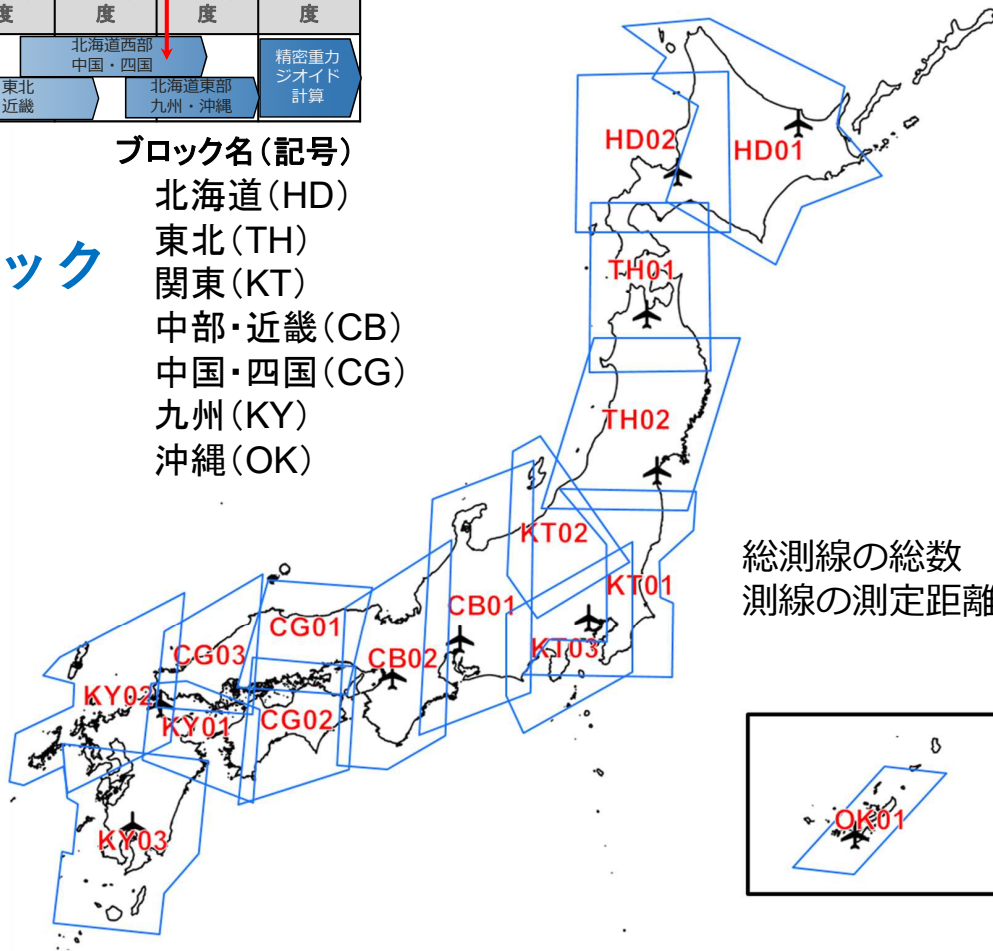 度 度 度 度
北海道西部
中国・四国
東北
近畿
北海道東部
九州・沖縄
精密重力
ジオイド
計算
ブロック名(記号)
北海道(HD)
東北(TH)
関東(KT)
中部・近畿(CB)
中国・四国(CG)
九州(KY)
沖縄(OK)
ック
総測線の総数
測線の測定距離
HD02
HD01
TH01
TH02
KT02
KT01
CB01
KT03
CG01
CG03
CB02
KY02
CG02
KY01
KY03
OK01